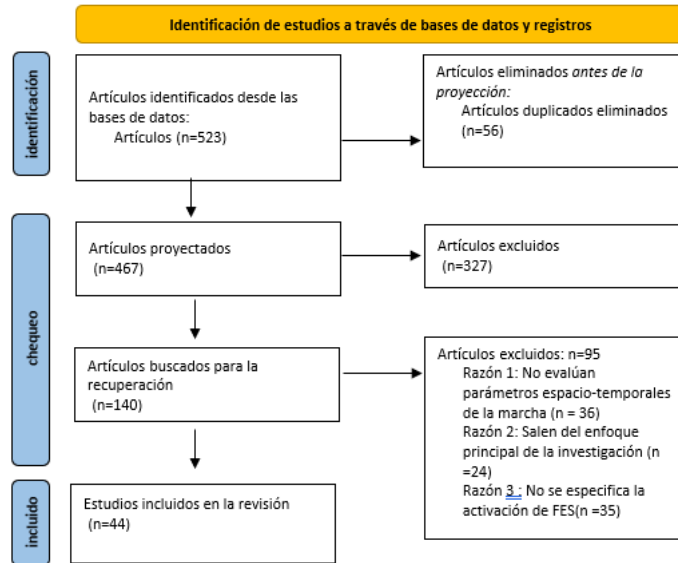 Identificación de estudios a través de bases de datos y registros
identificación
Artículos identificados desde las
bases de datos:
Artículos (n=523)
Artículos eliminados antes de la
proyección:
Artículos duplicados eliminados
(n=56)
chequeo
Artículos proyectados
(n=467)
Artículos excluidos
(n=327)
Artículos buscados para la
recuperación
(n=140)
Artículos excluidos: n=95
Razón 1: No evalúan
parámetros espacio-temporales
de la marcha (n = 36)
Razón 2: Salen del enfoque
principal de la investigación (n
=24)
Razón 3 : No se especifica la
activación de FES(n =35)
incluido
Estudios incluidos en la revisión
(n=44)